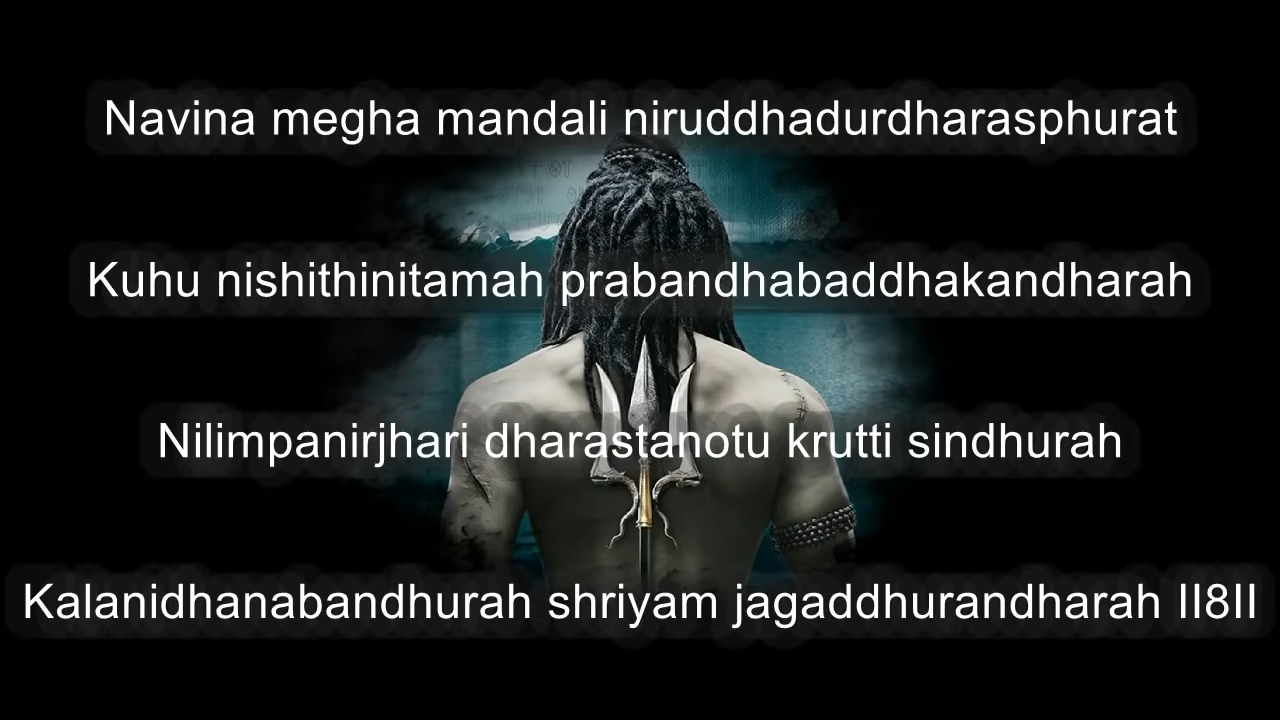 Navina megha mandali niruddhadurdharasphurat
Kuhu nishithinitamah prabandhabaddhakandharah
Nilimpanirjhari dharastanotu krutti sindhurah
Kalanidhanabandhurah shriyam jagaddhurandharah II8II